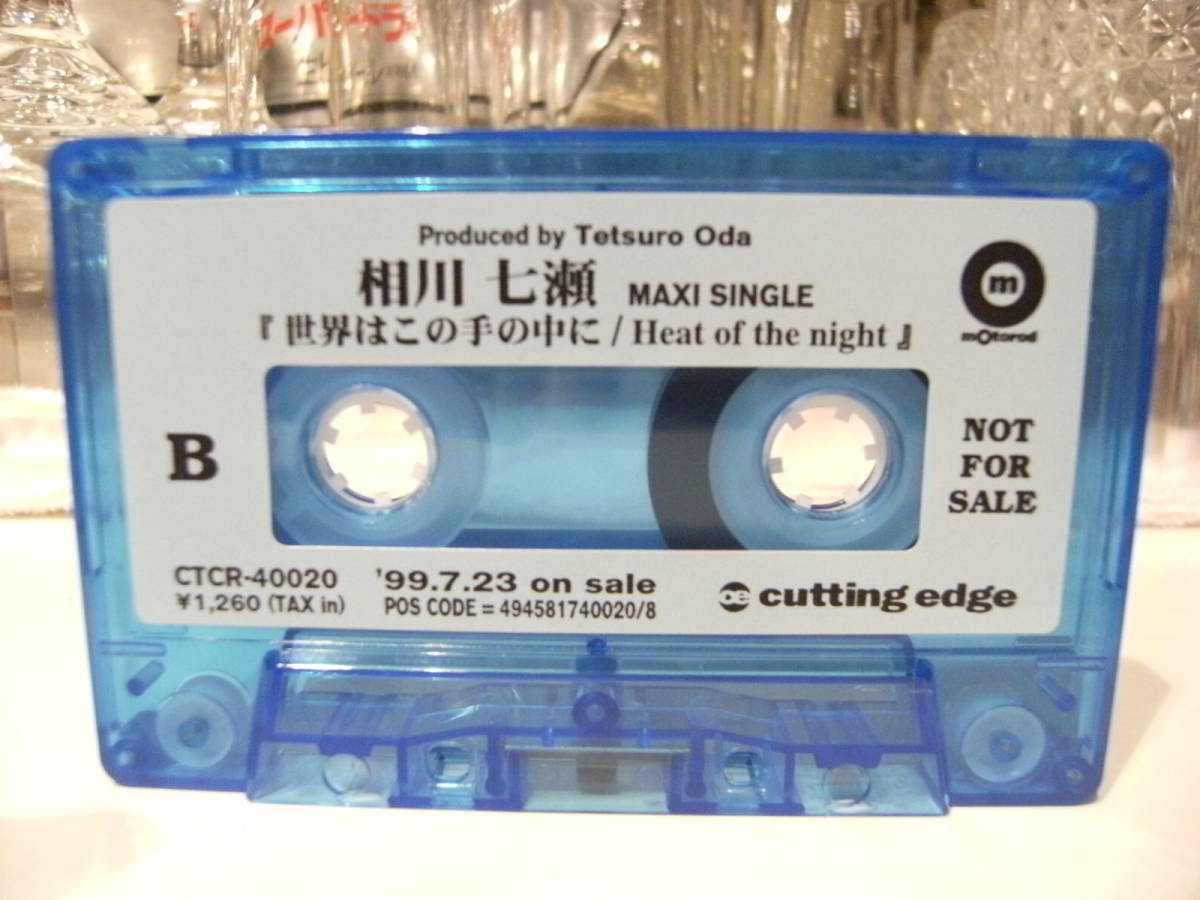 Produced by Tetsuro Oda
相川 七瀬 MAXI SINGLE
『 世界はこの手の中に / Heat of the night 』
m
motorod
B
NOT
FOR
SALE
CTCR-40020 '99.7.23 on sale
¥1,260 (TAX in) POS CODE = 494581740020/8
ce cutting edge